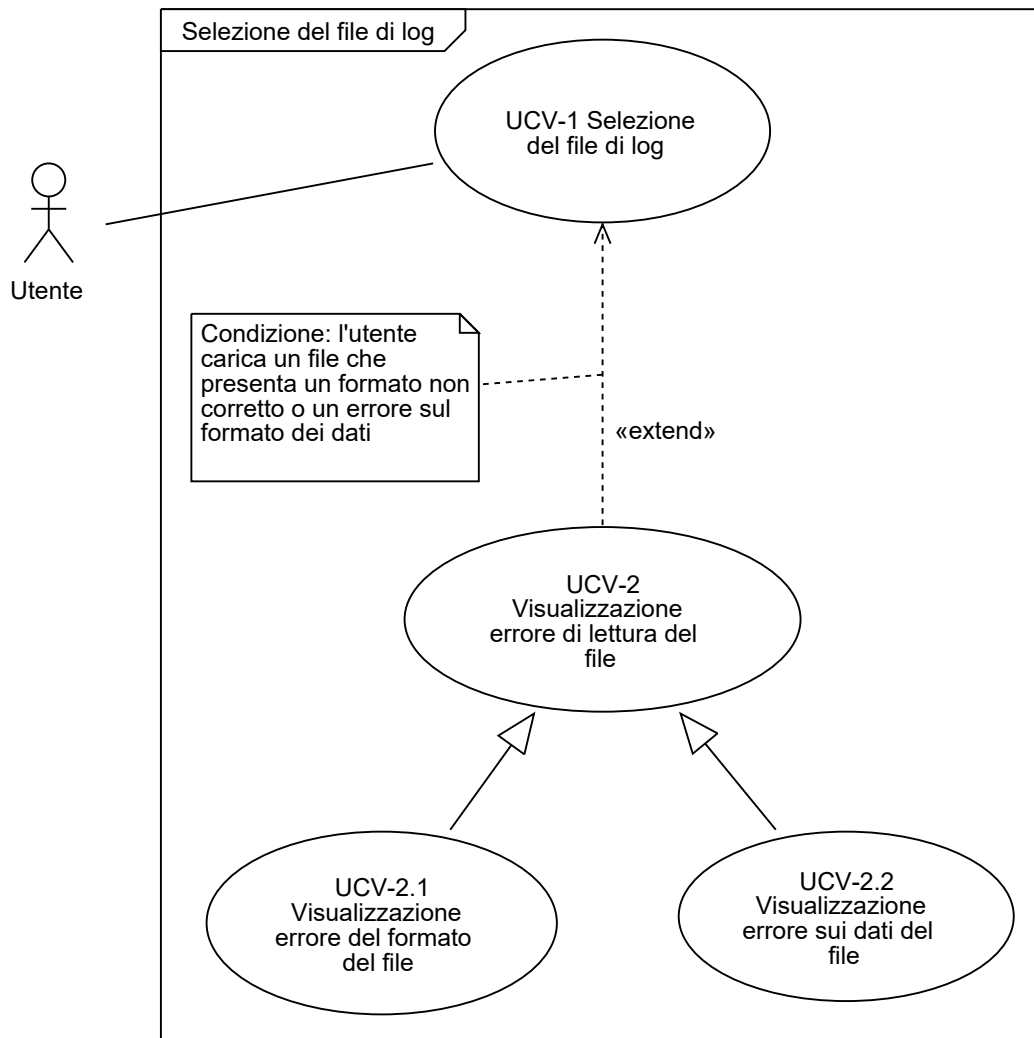 Selezione del file di log
UCV-1 Selezione
del file di log
Utente
Condizione: l'utente
carica un file che
presenta un formato non
corretto o un errore sul
formato dei dati
«extend»
UCV-2
Visualizzazione
errore di lettura del
file
UCV-2.1
Visualizzazione
errore del formato
del file
UCV-2.2
Visualizzazione
errore sui dati del
file